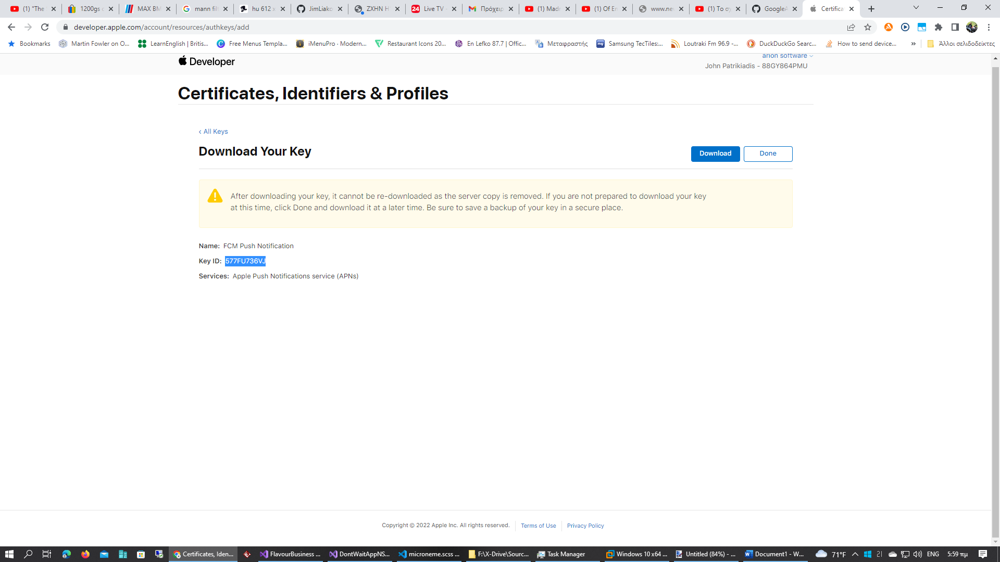 (1) "The
1200gs c
MAX BM
mann fil
hu 612 x
JimLiako
ZXHN H
Live TV -
Πρόχειρ
(1) Madr
(1) Of En
www.ne
(1) Το σχ
GoogleA
Certifica
developer.apple.com/account/resources/authkeys/add
Bookmarks
Martin Fowler on O...
LearnEnglish | Britis...
Free Menus Templa...
iMenuPro · Modern...
Restaurant Icons 20...
En Lefko 87.7 | Offic...
Μεταφραστής
Samsung TecTiles:...
Loutraki Fm 96.9 -...
DuckDuckGo Searc...
How to send device...
»
Άλλοι σελιδοδείκτες
Developer
arion software
John Patrikiadis - 88GY864PMU
Certificates, Identifiers & Profiles
‹ All Keys
Download Your Key
Download
Done
After downloading your key, it cannot be re-downloaded as the server copy is removed. If you are not prepared to download your key
at this time, click Done and download it at a later time. Be sure to save a backup of your key in a secure place.
Name: FCM Push Notification
Key ID: 577FU736VJ
Services: Apple Push Notifications service (APNs)
Copyright © 2022 Apple Inc. All rights reserved.
Terms of Use
Privacy Policy
Certificates, Iden...
FlavourBusiness ...
DontWaitAppNS...
microneme.scss ...
F:\X-Drive\Sourc...
Task Manager
Windows 10 x64 ...
Untitled (84%) - ...
Document1 - W...
71°F
ENG
5:59 πμ